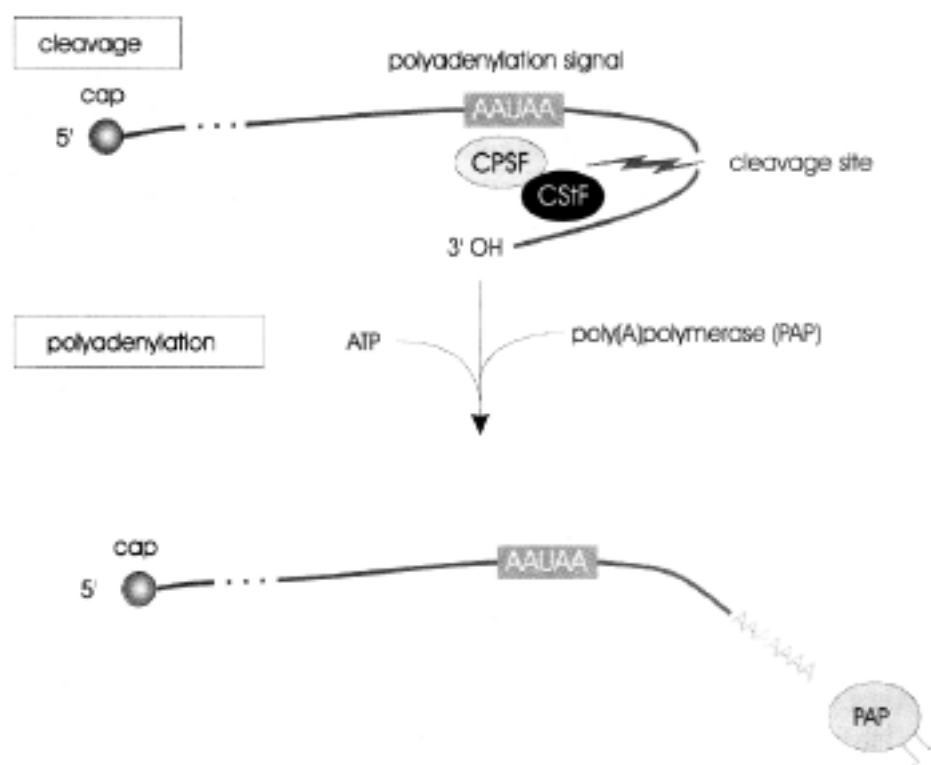 cleavage
polyadenylation signal
cap
AAUAA
5'
CPSF
cleavage site
CStF
3' OH
polyadenylation
ATP
poly(A)polymerase (PAP)
cap
AAUAA
5'
PAP